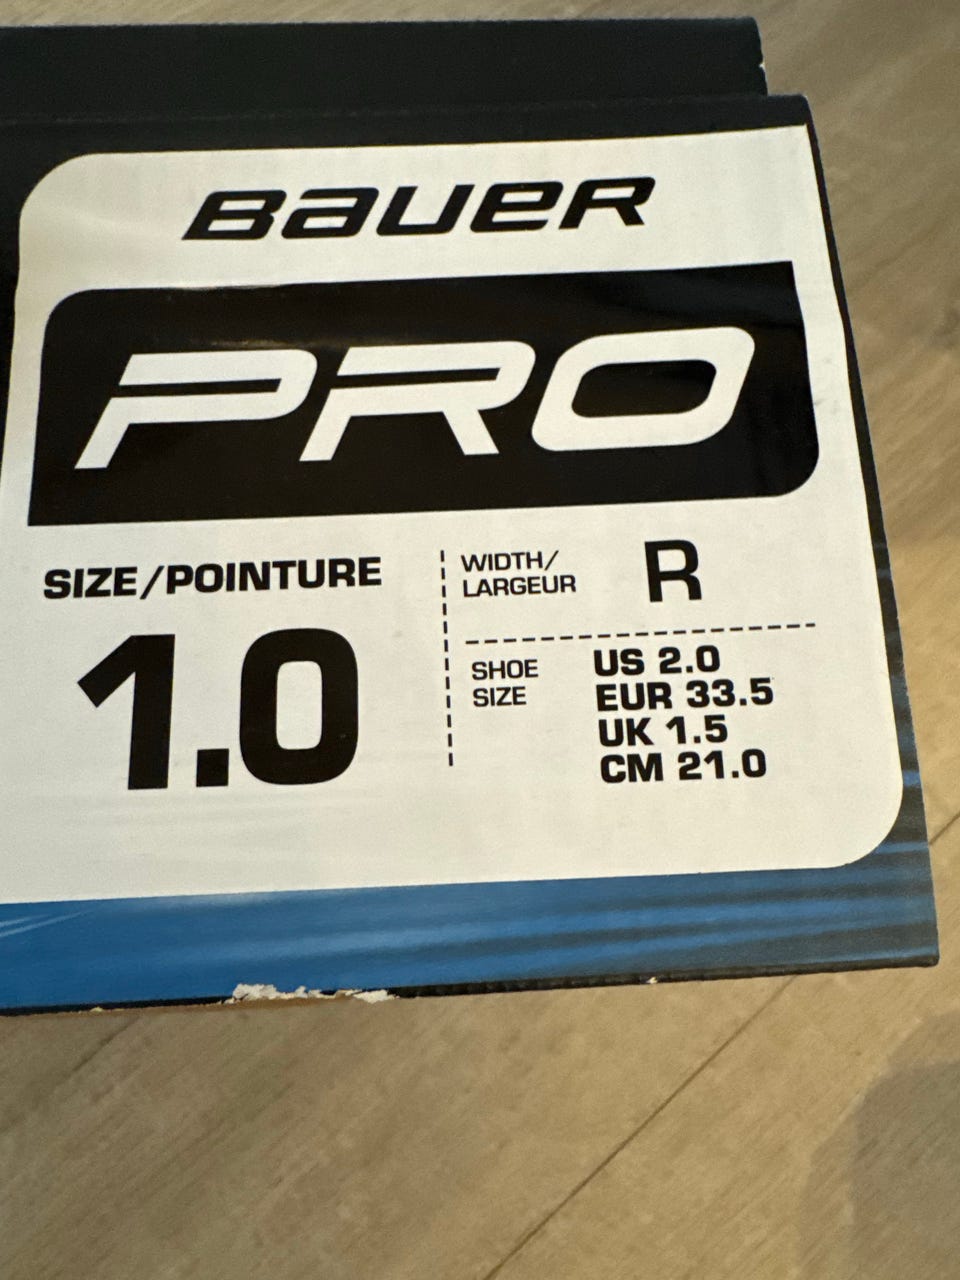 BAUER
PRO
SIZE/POINTURE
1.0
WIDTH/
LARGEUR
R
SHOE
SIZE
US 2.0
EUR 33.5
UK 1.5
CM 21.0